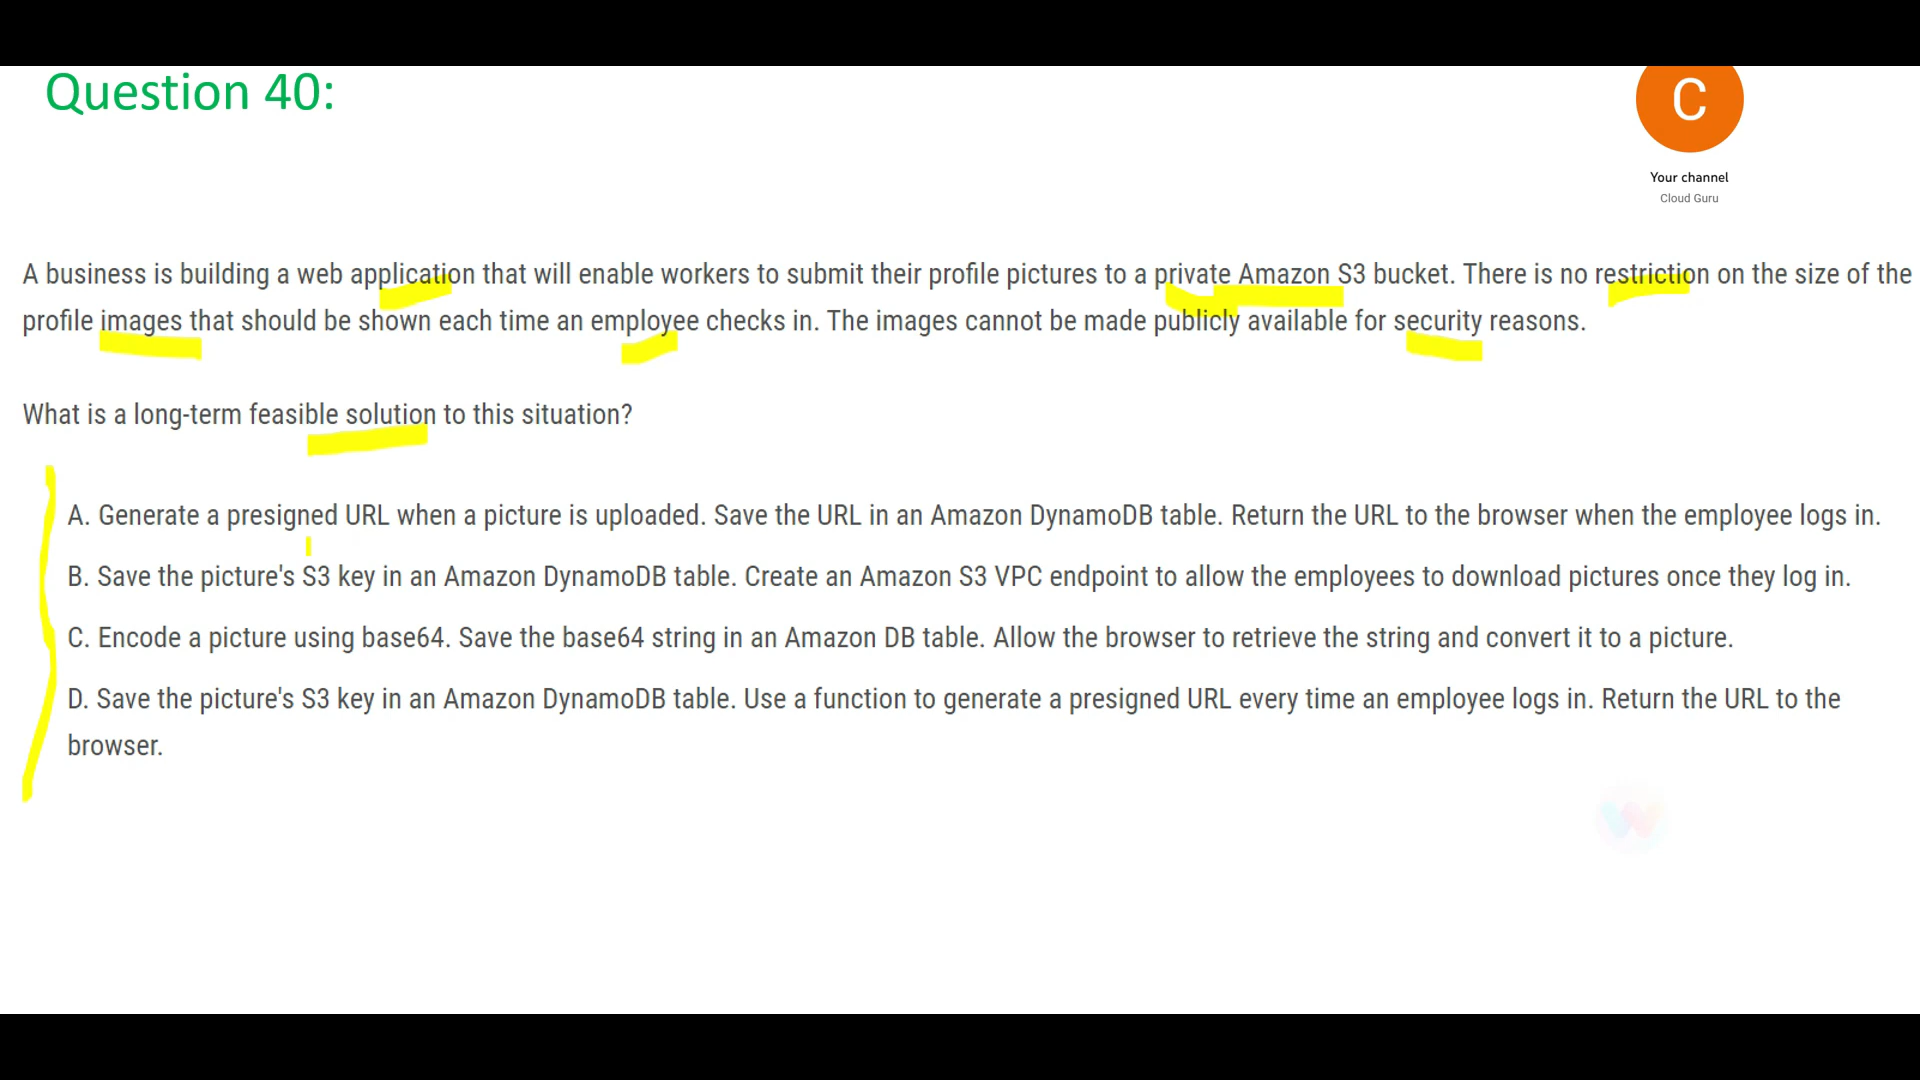 Question 40:
C
Your channel
Cloud Guru
A business is building a web application that will enable workers to submit their profile pictures to a private Amazon S3 bucket. There is no restriction on the size of the
profile images that should be shown each time an employee checks in. The images cannot be made publicly available for security reasons.
What is a long-term feasible solution to this situation?
A. Generate a presigned URL when a picture is uploaded. Save the URL in an Amazon DynamoDB table. Return the URL to the browser when the employee logs in.
B. Save the picture's S3 key in an Amazon DynamoDB table. Create an Amazon S3 VPC endpoint to allow the employees to download pictures once they log in.
C. Encode a picture using base64. Save the base64 string in an Amazon DB table. Allow the browser to retrieve the string and convert it to a picture.
D. Save the picture's S3 key in an Amazon DynamoDB table. Use a function to generate a presigned URL every time an employee logs in. Return the URL to the
browser.